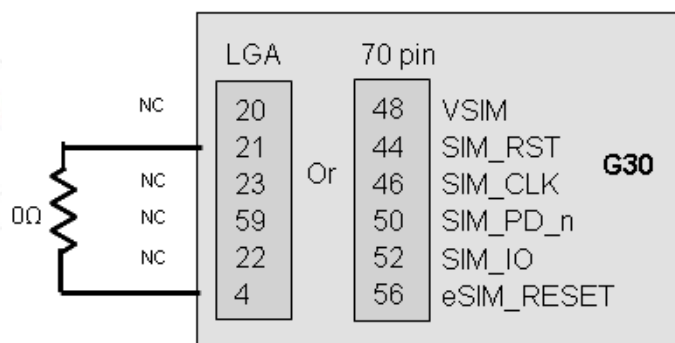 LGA 70 pin
NC 20 48 VSIM
21 44 SIM_RST
NC 23 Or 46 SIM_CLK G30
0Ω NC 59 50 SIM_PD_n
NC 22 52 SIM_IO
4 56 eSIM_RESET